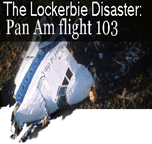 The Lockerbie Disaster:
Pan Am flight 103